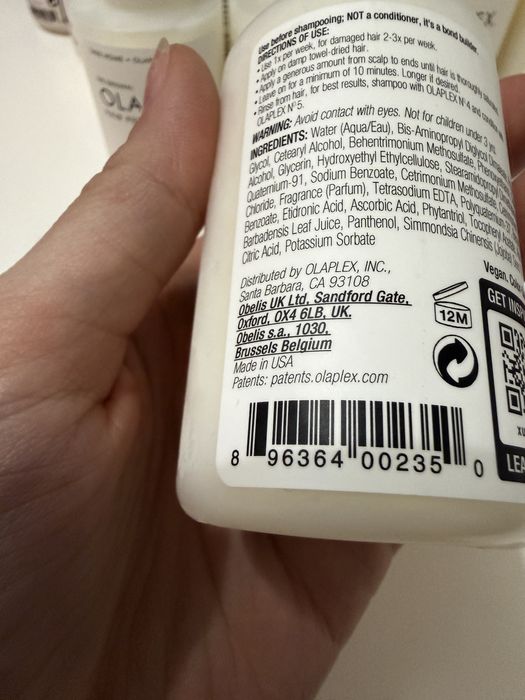 Use before shampooing; NOT a conditioner, it's a bond builder.
DIRECTIONS OF USE:
• Use 1x per week, for damaged hair 2-3x per week.
• Apply on damp towel-dried hair.
• Apply a generous amount from scalp to ends until hair is thoroughly
• Leave on for a minimum of 10 minutes. Longer if desired.
• Rinse from hair, for best results, shampoo with OLAPLEX Nº4 and
OLAPLEX Nº5.
WARNING: Avoid contact with eyes. Not for children under 3
INGREDIENTS: Water (Aqua/Eau), Bis-Aminopropyl Diglycol
Glycol, Cetearyl Alcohol, Behentrimonium Methosulfate,
Alcohol, Glycerin, Hydroxyethyl Ethylcellulose,
Quaternium-91, Sodium Benzoate, Cetrimonium Methosulfate,
Chloride, Fragrance (Parfum), Tetrasodium EDTA,
Benzoate, Etidronic Acid, Ascorbic Acid, Phytantriol,
Barbadensis Leaf Juice, Panthenol, Simmondsia Chinensis
Citric Acid, Potassium Sorbate
Vegan,
Distributed by OLAPLEX, INC.,
Santa Barbara, CA 93108
Obelis UK Ltd, Sandford Gate,
Oxford, OX4 6LB, UK.
Obelis s.a., 1030,
Brussels Belgium
Made in USA
Patents: patents.olaplex.com
12M
GET
8 96364 00235 0
OLA